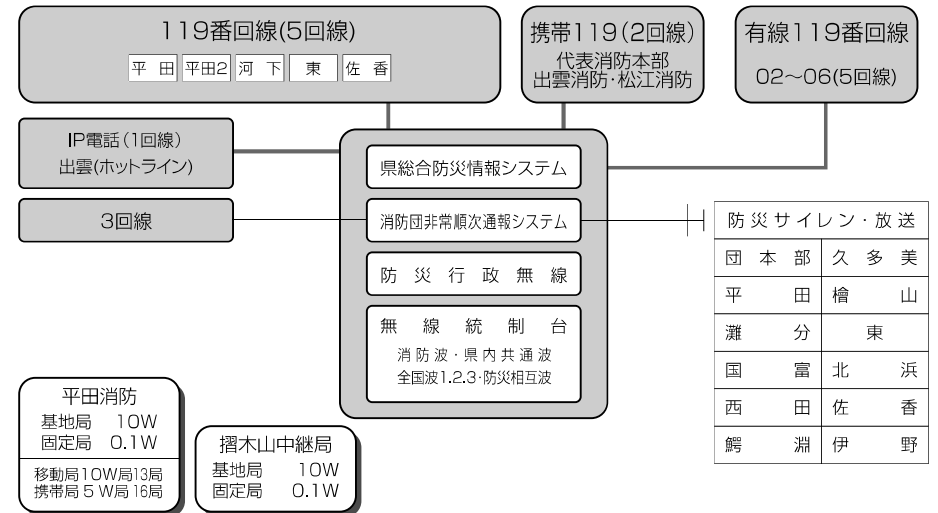 119番回線(5回線)
平田 平田2 河下 東 佐香
携帯119(2回線)
代表消防本部
出雲消防・松江消防
有線119番回線
02〜06(5回線)
IP電話(1回線)
出雲(ホットライン)
3回線
県総合防災情報システム
消防団非常順次通報システム
防災行政無線
無線統制台
消防波・県内共通波
全国波1.2.3・防災相互波
防災サイレン・放送
団本部 久多美
平田 檜山
灘分 東
国富 北浜
西田 佐香
鰐淵 伊野
平田消防
基地局 10W
固定局 0.1W
移動局10W局13局
携帯局5W局16局
摺木山中継局
基地局 10W
固定局 0.1W